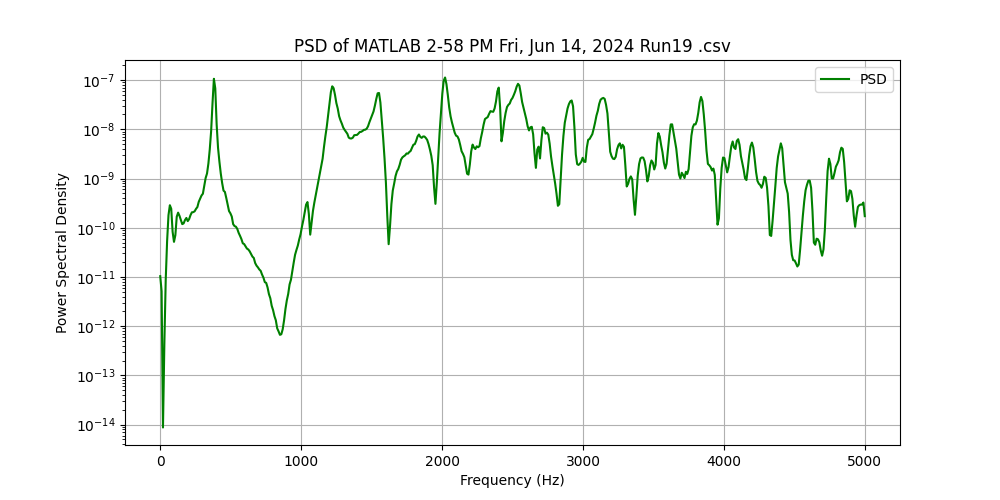 PSD of MATLAB 2-58 PM Fri, Jun 14, 2024 Run19 .csv
PSD
Power Spectral Density
10⁻⁷
10⁻⁸
10⁻⁹
10⁻¹⁰
10⁻¹¹
10⁻¹²
10⁻¹³
10⁻¹⁴
0 1000 2000 3000 4000 5000
Frequency (Hz)